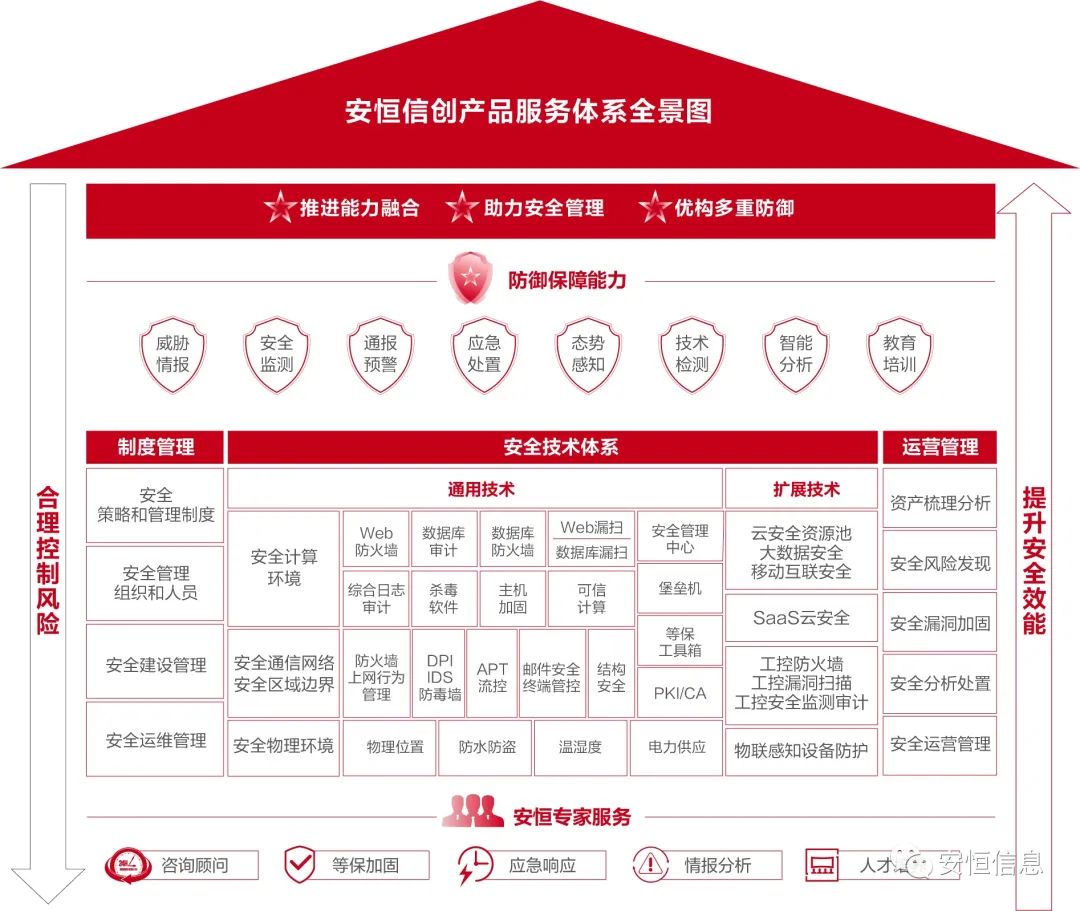 安恒信创产品服务体系全景图
推进能力融合
助力安全管理
优构多重防御
防御保障能力
威胁
情报
安全
监测
通报
预警
应急
处置
态势
感知
技术
检测
智能
分析
教育
培训
合理控制风险
提升安全效能
制度管理
安全
策略和管理制度
安全管理
组织和人员
安全建设管理
安全运维管理
安全技术体系
通用技术
安全计算
环境
Web
防火墙
数据库
审计
数据库
防火墙
Web漏扫
数据库漏扫
综合日志
审计
杀毒
软件
主机
加固
可信
计算
安全通信网络
安全区域边界
防火墙
上网行为
管理
DPI
IDS
防毒墙
APT
流控
邮件安全
终端管控
结构
安全
安全管理
中心
堡垒机
等保
工具箱
PKI/CA
安全物理环境
物理位置
防水防盗
温湿度
电力供应
扩展技术
云安全资源池
大数据安全
移动互联安全
SaaS云安全
工控防火墙
工控漏洞扫描
工控安全监测审计
物联感知设备防护
运营管理
资产梳理分析
安全风险发现
安全漏洞加固
安全分析处置
安全运营管理
安恒专家服务
咨询顾问
等保加固
应急响应
情报分析
人才
安恒信息